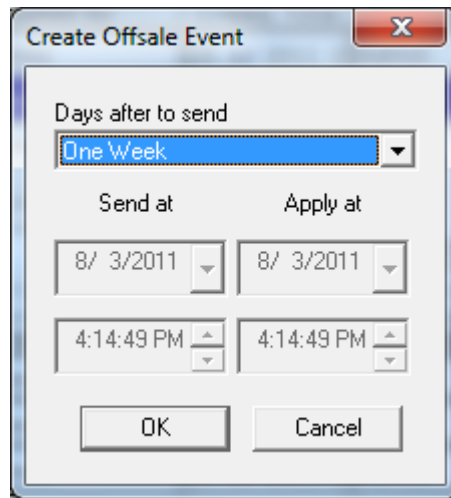 Create Offsale Event
Days after to send
One Week
Send at Apply at
8/ 3/2011 8/ 3/2011
4:14:49 PM 4:14:49 PM
OK Cancel